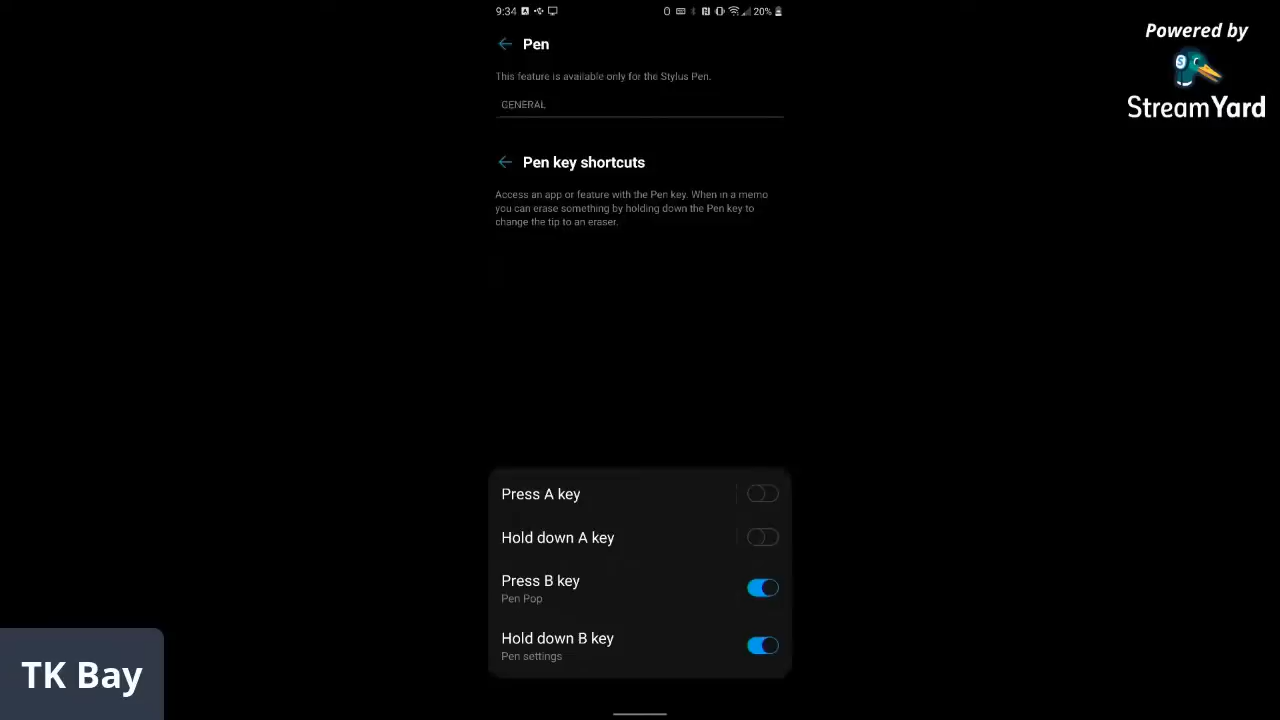 9:34
20%
Pen
This feature is available only for the Stylus Pen.
GENERAL
Pen key shortcuts
Access an app or feature with the Pen key. When in a memo
you can erase something by holding down the Pen key to
change the tip to an eraser.
Press A key
Hold down A key
Press B key
Pen Pop
Hold down B key
Pen settings
Powered by
StreamYard
TK Bay